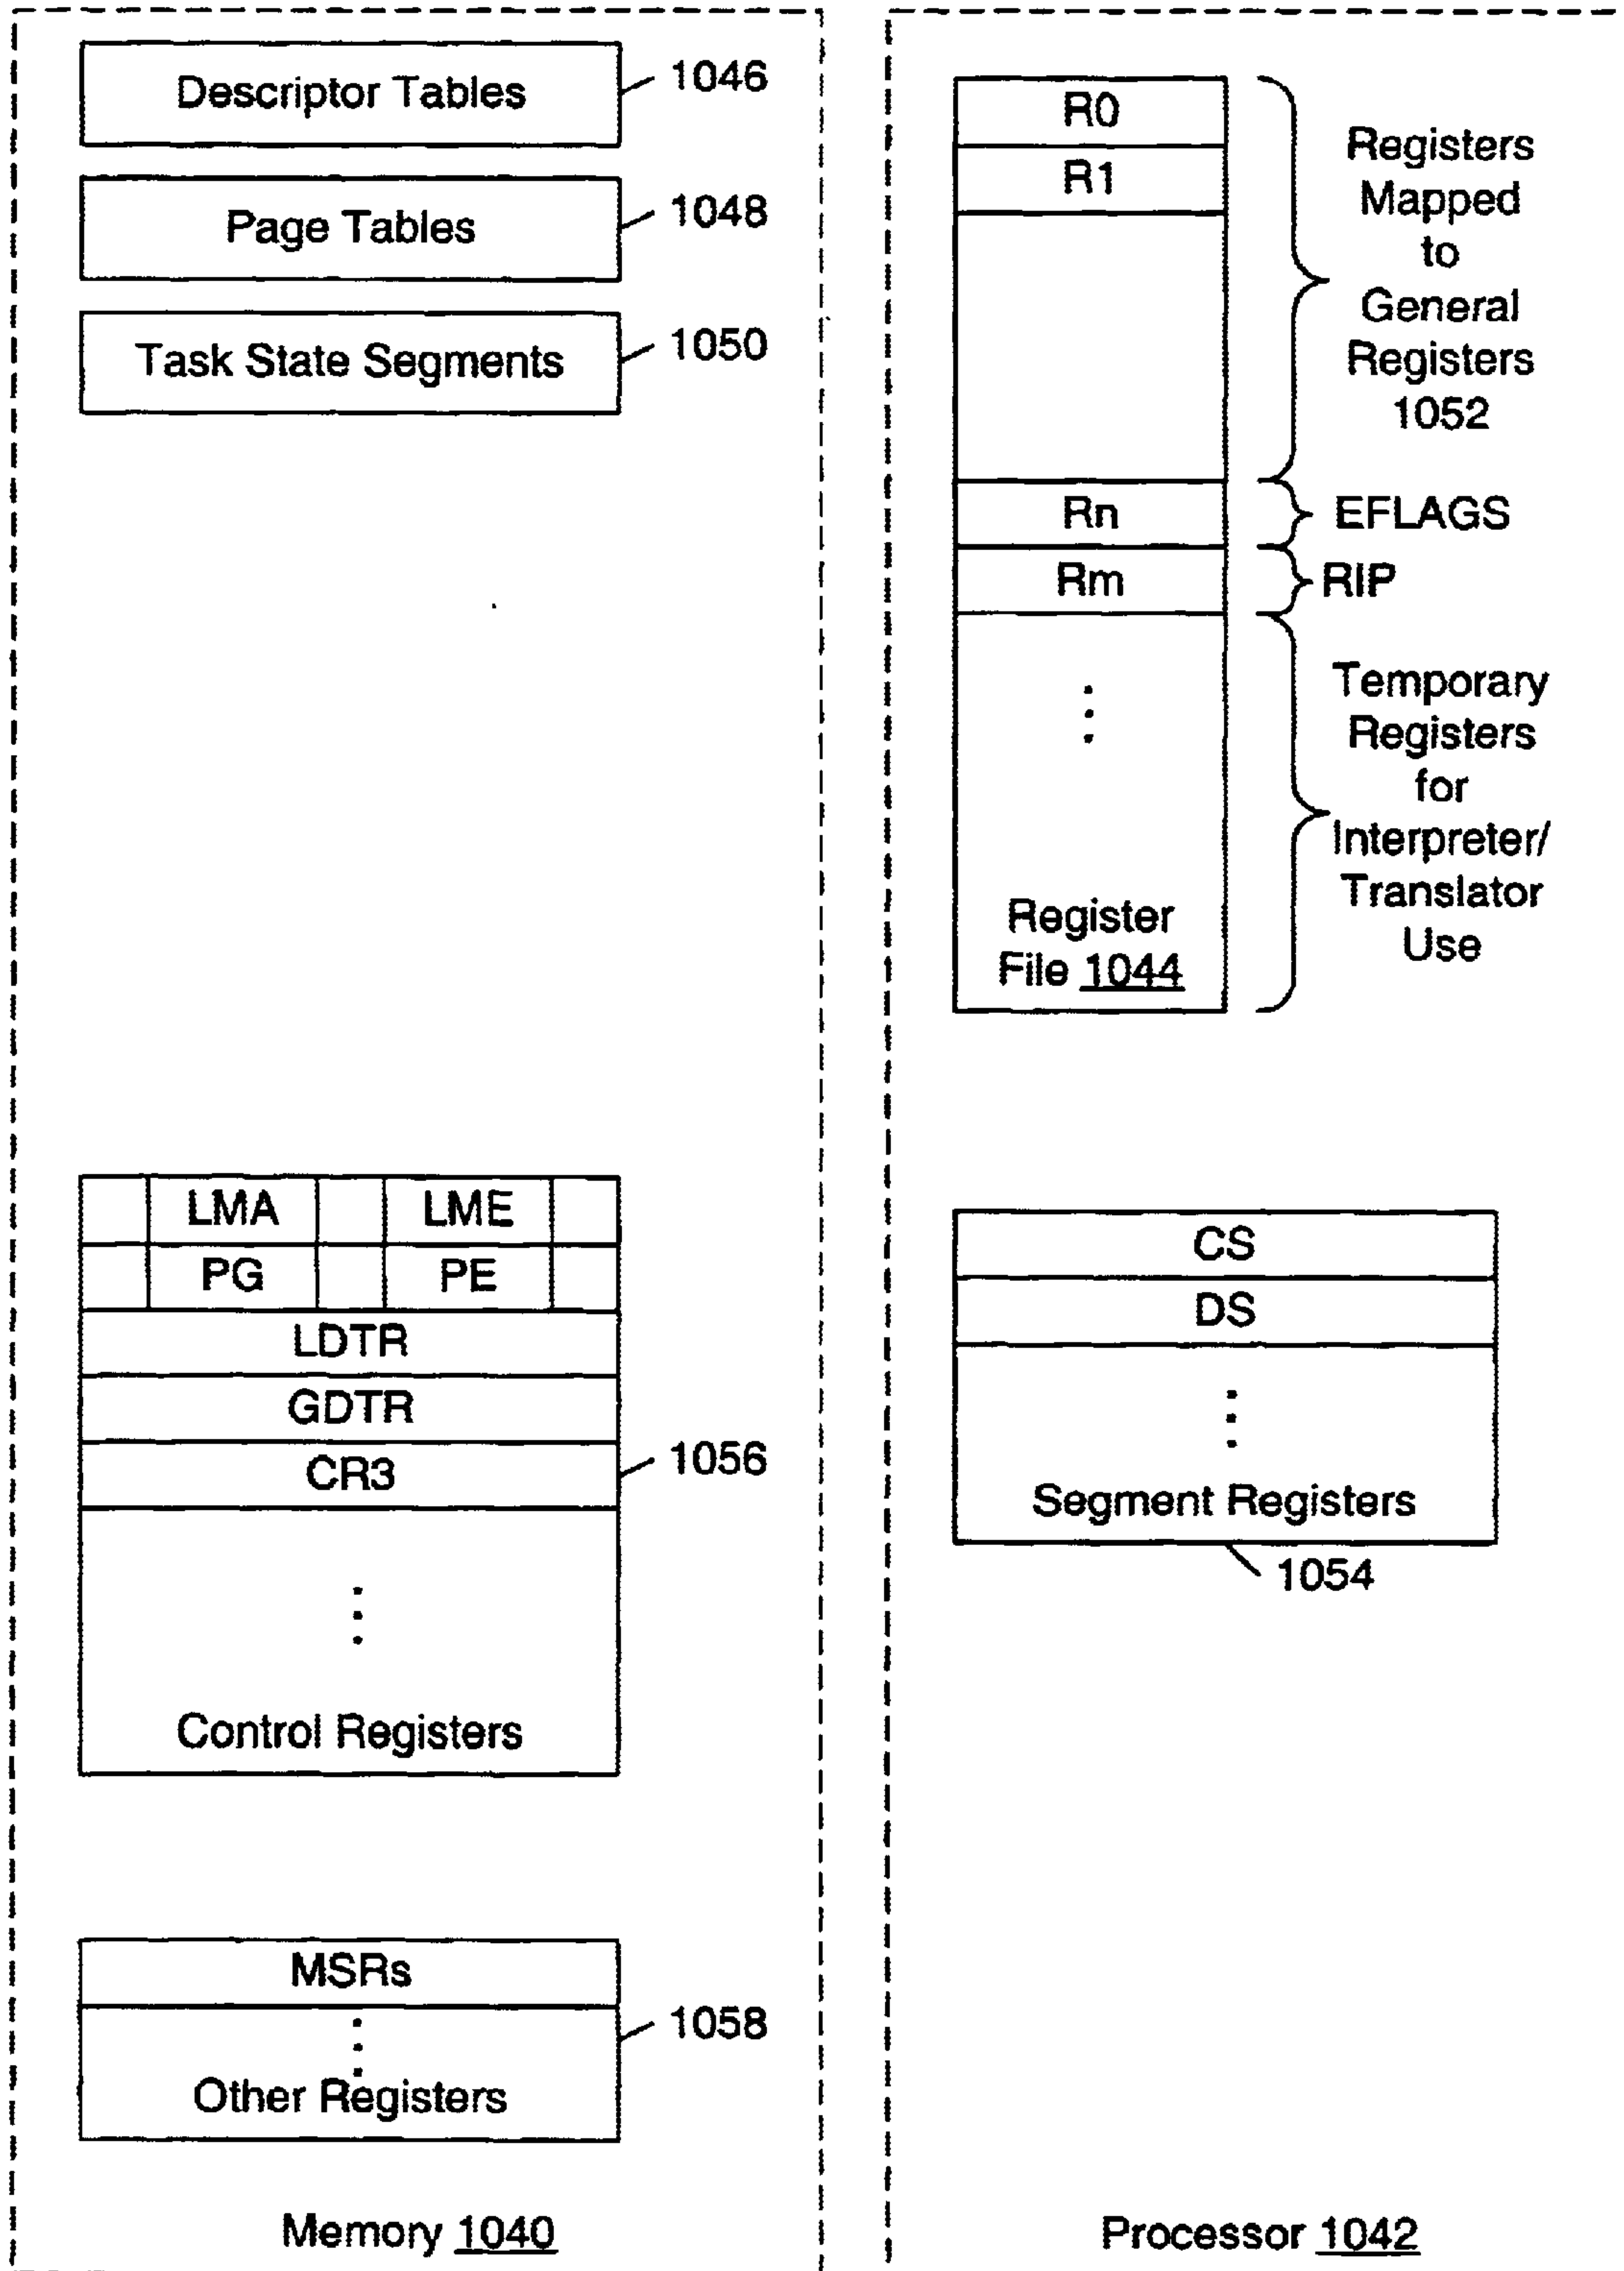 Descriptor Tables
1046
Page Tables
1048
Task State Segments
1050
LMA LME
PG PE
LDTR
GDTR
CR3
1056
Control Registers
MSRs
1058
Other Registers
Memory 1040
R0
R1
Registers
Mapped
to
General
Registers
1052
Rn
EFLAGS
Rm
RIP
Temporary
Registers
for
Interpreter/
Translator
Use
Register
File 1044
CS
DS
Segment Registers
1054
Processor 1042